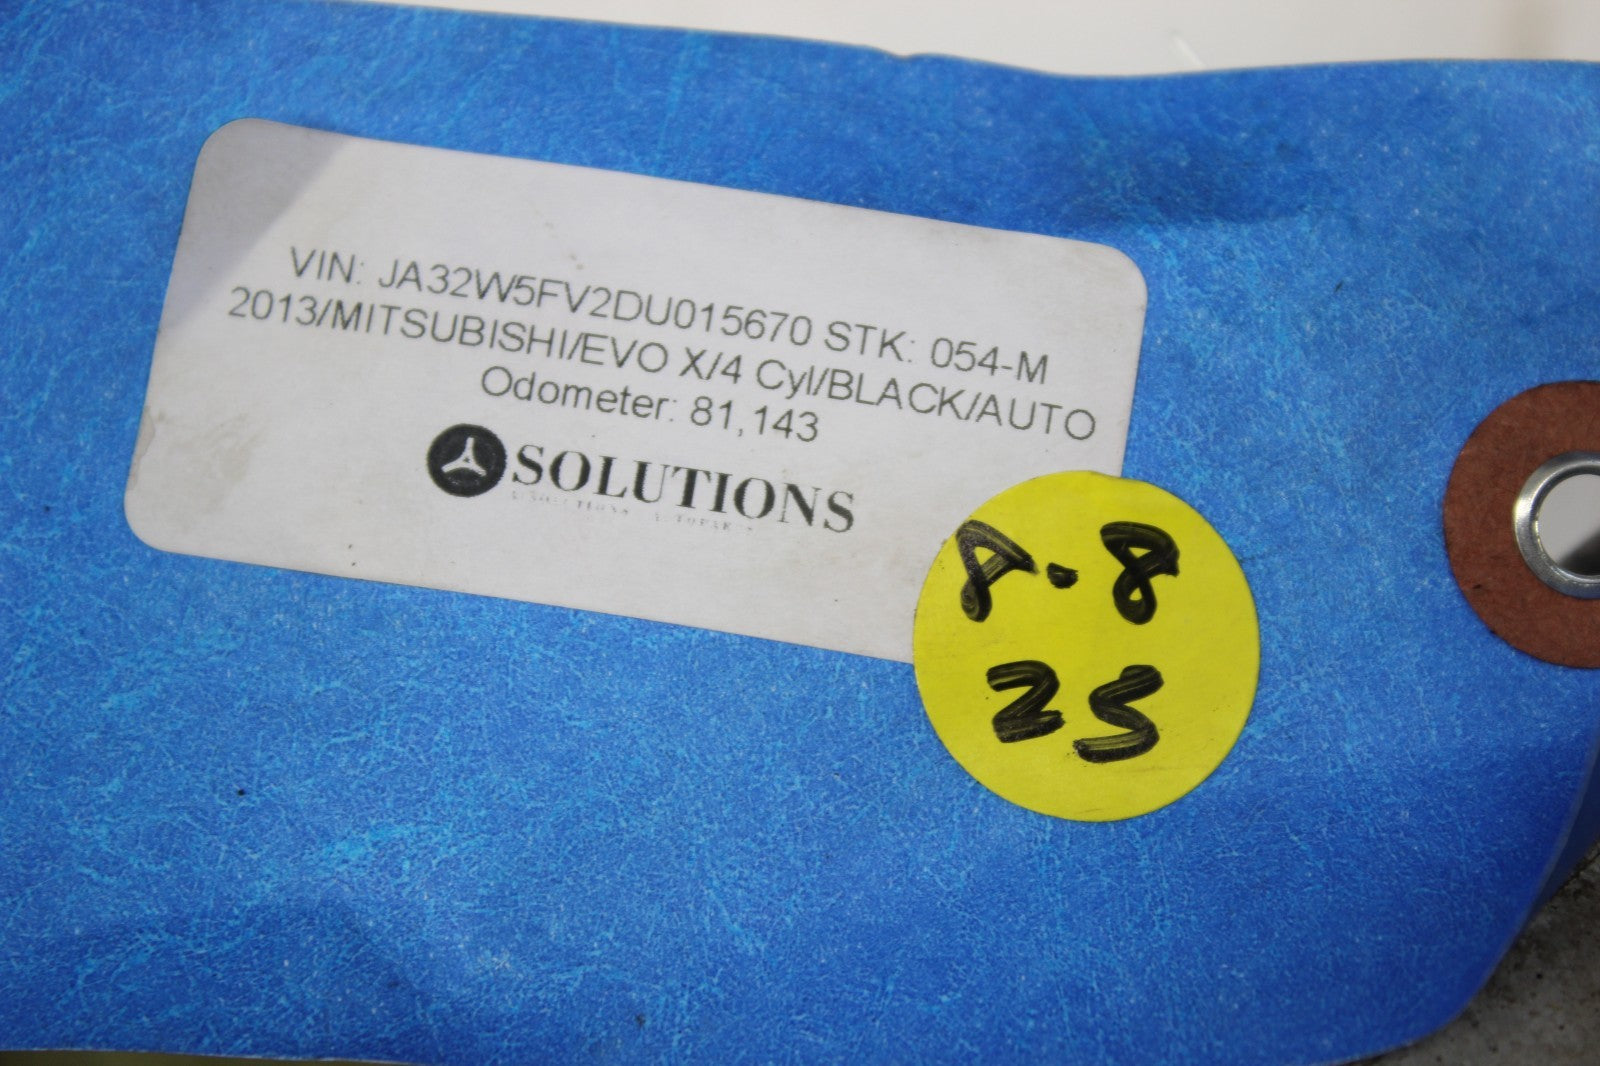 VIN: JA32W5FV2DU015670 STK: 054-M
2013/MITSUBISHI/EVO X/4 Cyl/BLACK/AUTO
Odometer: 81,143
SOLUTIONS
A.8
25